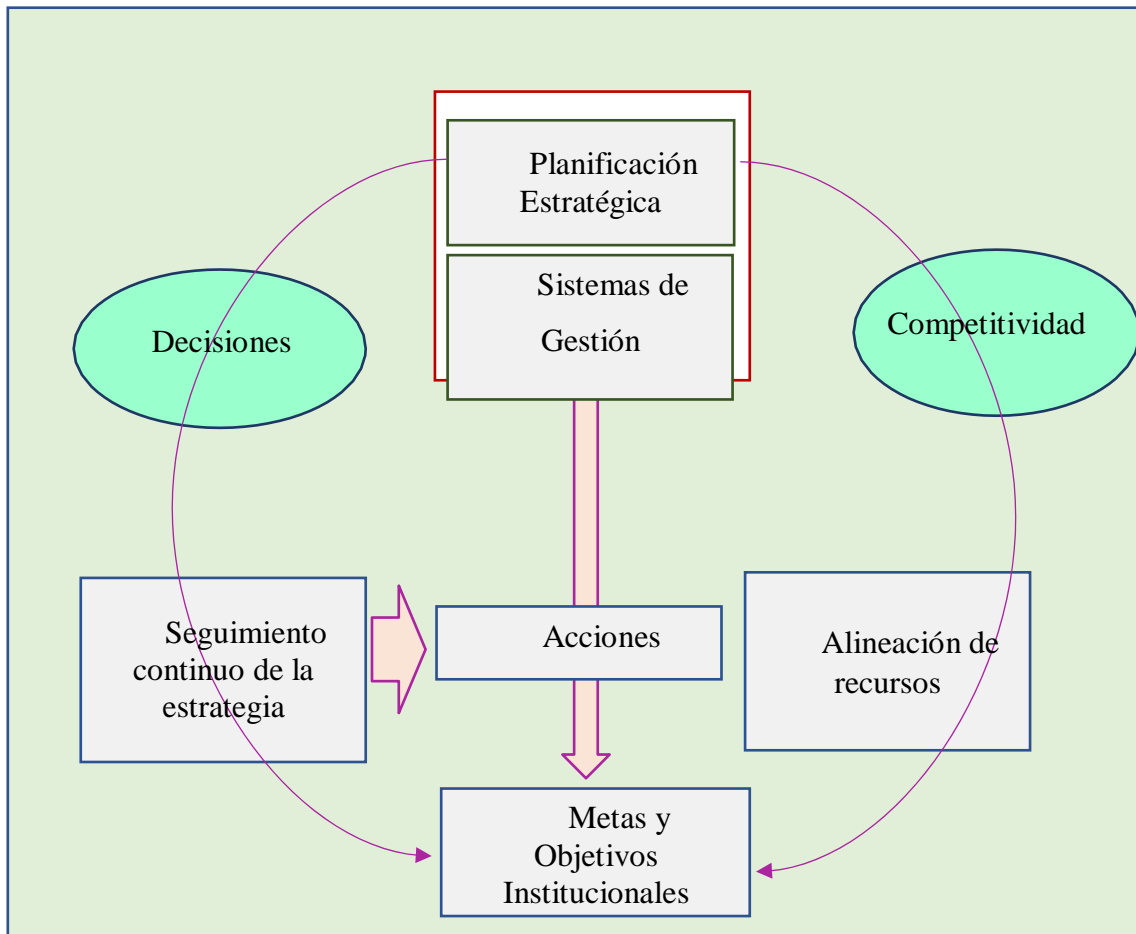 Planificación
Estratégica
Sistemas de
Gestión
Decisiones
Competitividad
Seguimiento
continuo de la
estrategia
Acciones
Alineación de
recursos
Metas y
Objetivos
Institucionales